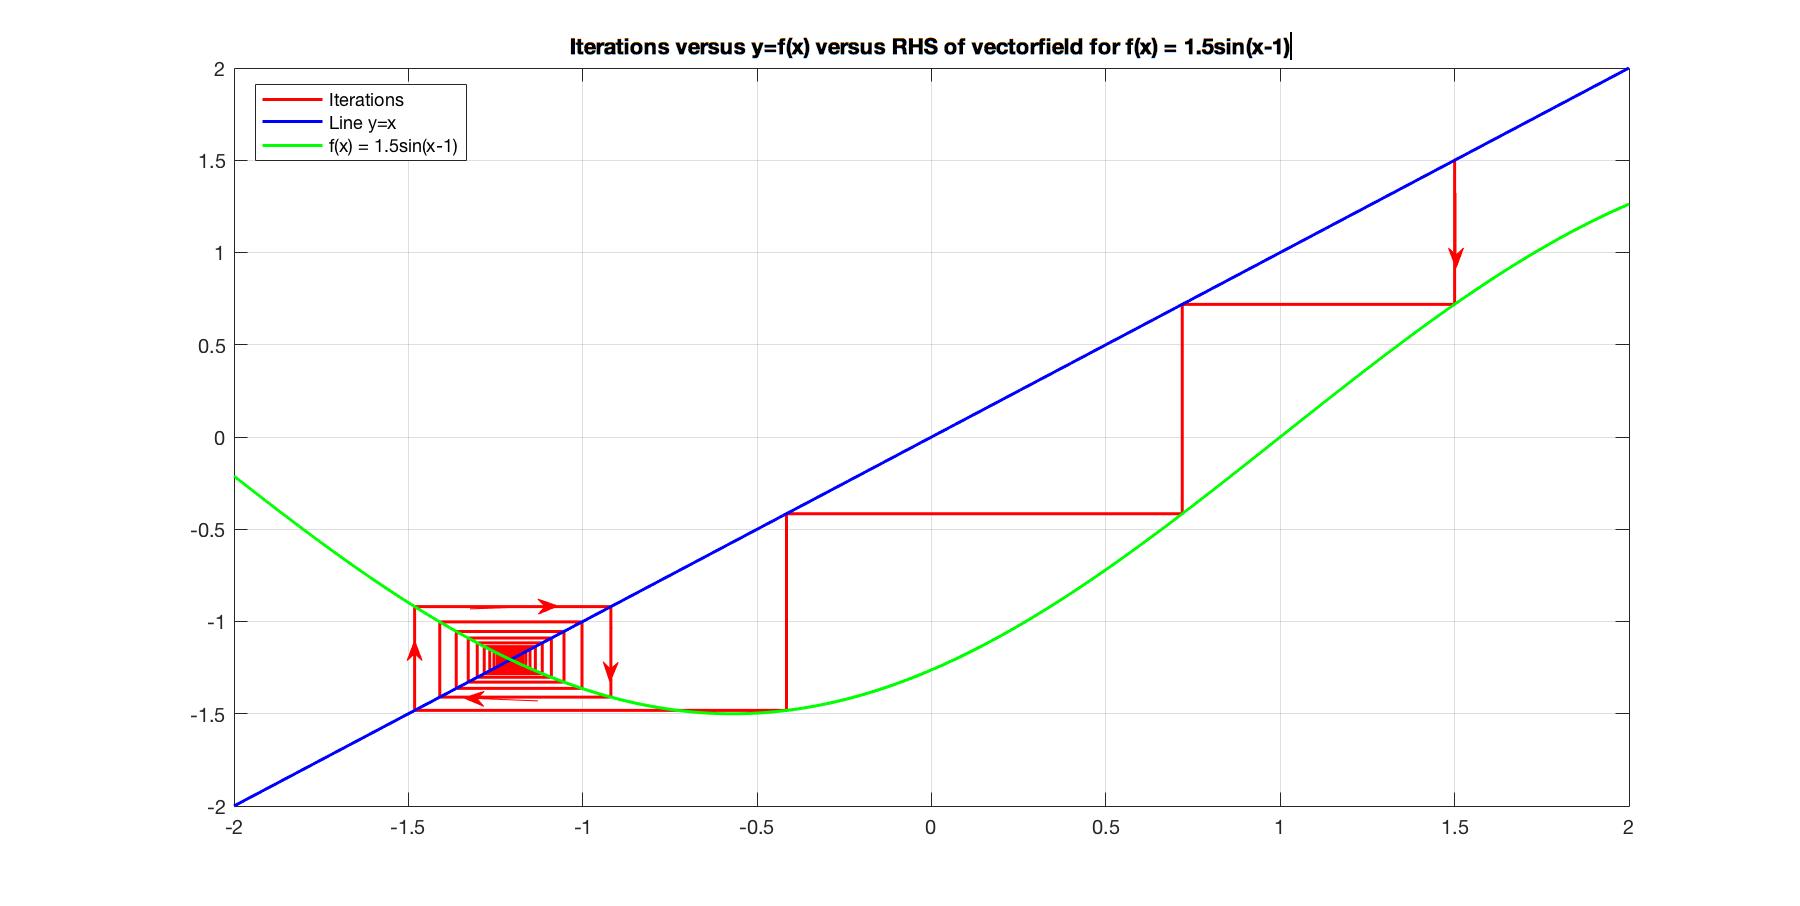 Iterations versus y=f(x) versus RHS of vectorfield for f(x) = 1.5sin(x-1)
Iterations
Line y=x
f(x) = 1.5sin(x-1)
2
1.5
1
0.5
0
-0.5
-1
-1.5
-2
-2 -1.5 -1 -0.5 0 0.5 1 1.5 2